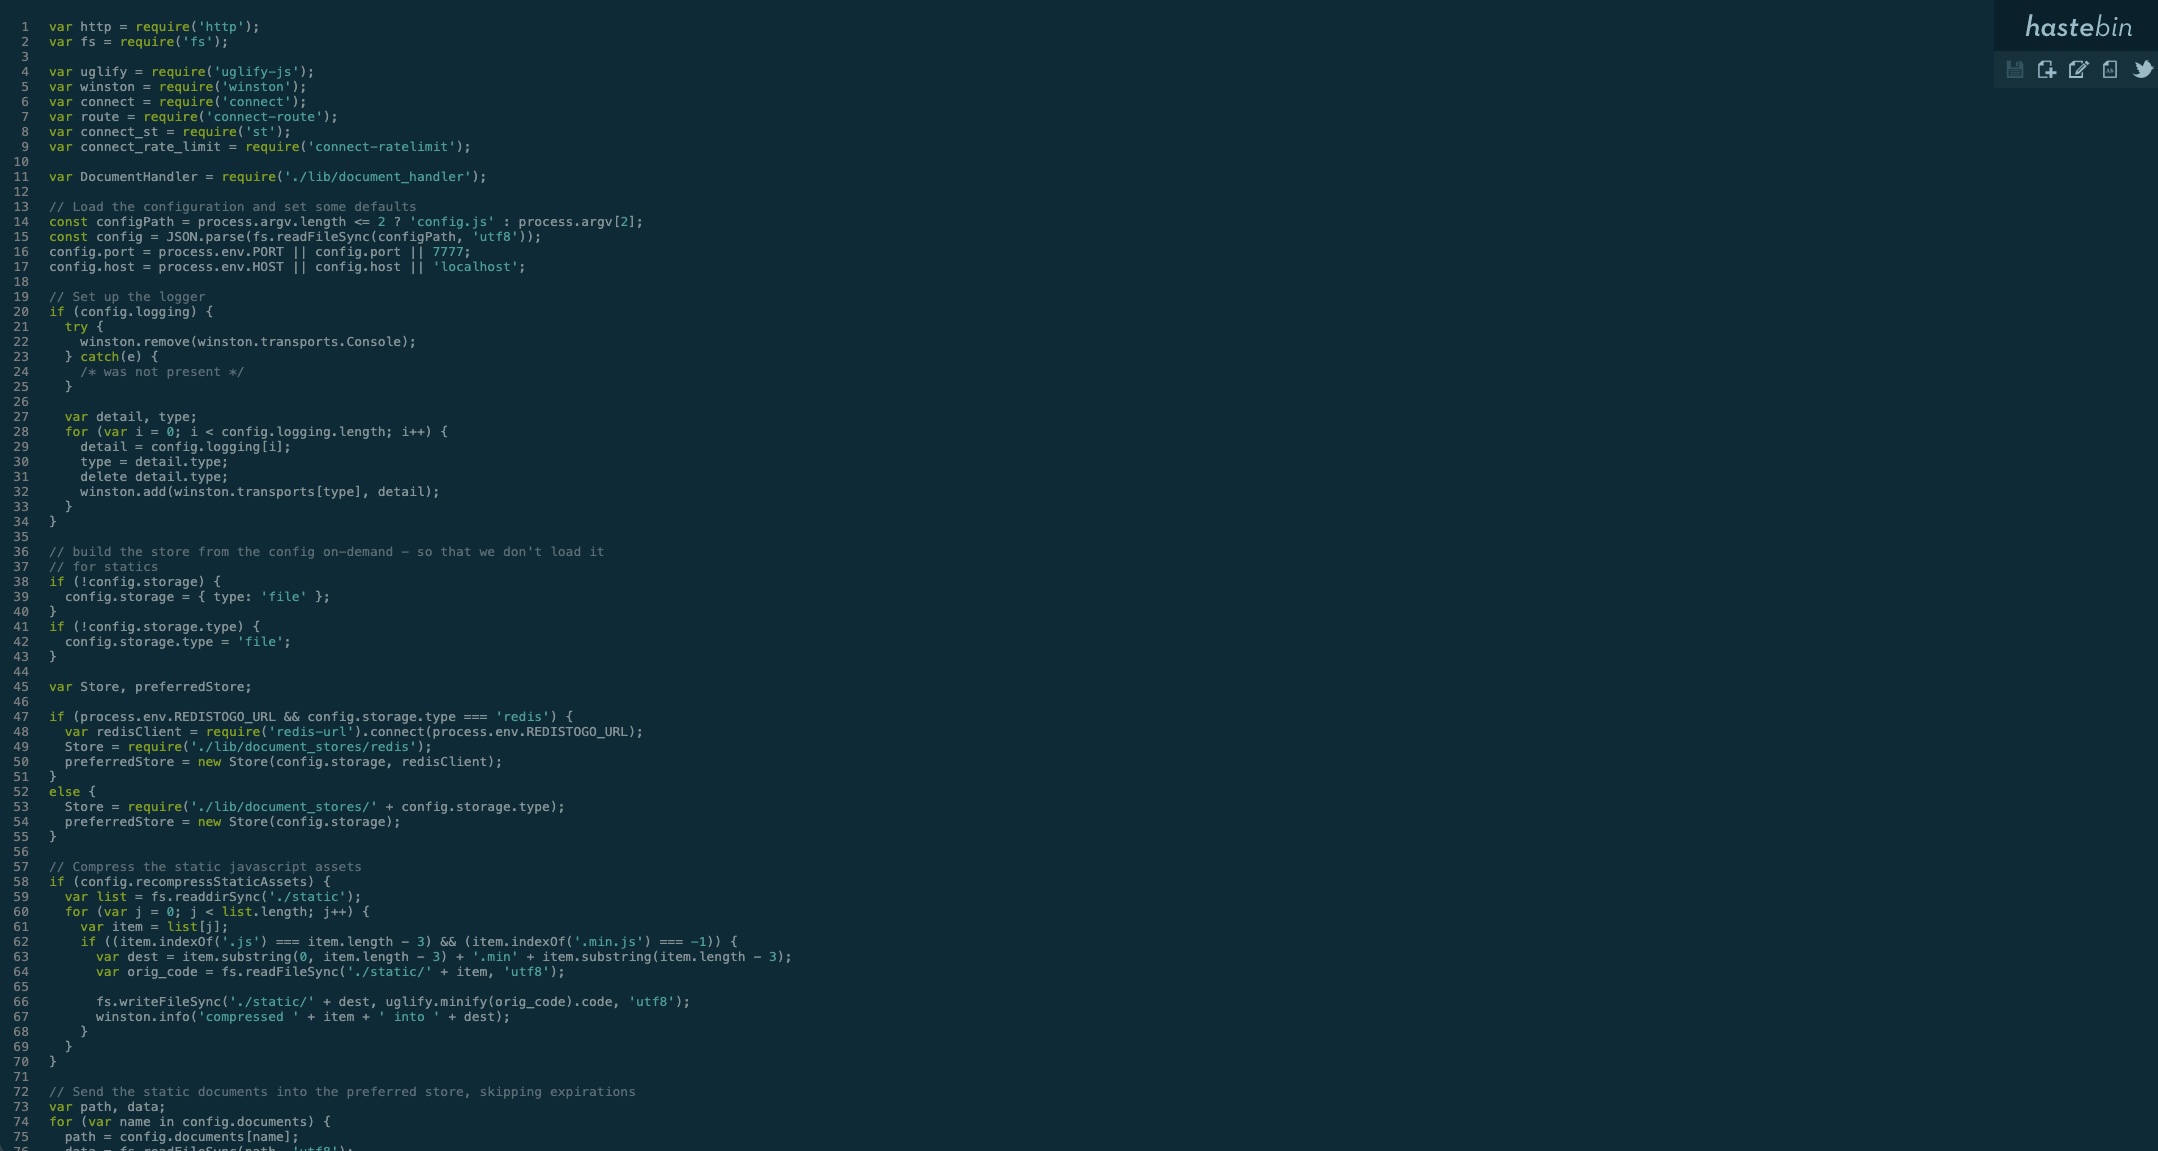 hastebin
1 var http = require('http');
2 var fs = require('fs');
3
4 var uglify = require('uglify-js');
5 var winston = require('winston');
6 var connect = require('connect');
7 var route = require('connect-route');
8 var connect_st = require('st');
9 var connect_rate_limit = require('connect-ratelimit');
10
11 var DocumentHandler = require('./lib/document_handler');
12
13 // Load the configuration and set some defaults
14 const configPath = process.argv.length <= 2 ? 'config.js' : process.argv[2];
15 const config = JSON.parse(fs.readFileSync(configPath, 'utf8'));
16 config.port = process.env.PORT || config.port || 7777;
17 config.host = process.env.HOST || config.host || 'localhost';
18
19 // Set up the logger
20 if (config.logging) {
21   try {
22     winston.remove(winston.transports.Console);
23   } catch(e) {
24     /* was not present */
25   }
26
27   var detail, type;
28   for (var i = 0; i < config.logging.length; i++) {
29     detail = config.logging[i];
30     type = detail.type;
31     delete detail.type;
32     winston.add(winston.transports[type], detail);
33   }
34 }
35
36 // build the store from the config on-demand - so that we don't load it
37 // for statics
38 if (!config.storage) {
39   config.storage = { type: 'file' };
40 }
41 if (!config.storage.type) {
42   config.storage.type = 'file';
43 }
44
45 var Store, preferredStore;
46
47 if (process.env.REDISTOGO_URL && config.storage.type === 'redis') {
48   var redisClient = require('redis-url').connect(process.env.REDISTOGO_URL);
49   Store = require('./lib/document_stores/redis');
50   preferredStore = new Store(config.storage, redisClient);
51 }
52 else {
53   Store = require('./lib/document_stores/' + config.storage.type);
54   preferredStore = new Store(config.storage);
55 }
56
57 // Compress the static javascript assets
58 if (config.recompressStaticAssets) {
59   var list = fs.readdirSync('./static');
60   for (var j = 0; j < list.length; j++) {
61     var item = list[j];
62     if ((item.indexOf('.js') === item.length - 3) && (item.indexOf('.min.js') === -1)) {
63       var dest = item.substring(0, item.length - 3) + '.min' + item.substring(item.length - 3);
64       var orig_code = fs.readFileSync('./static/' + item, 'utf8');
65
66       fs.writeFileSync('./static/' + dest, uglify.minify(orig_code).code, 'utf8');
67       winston.info('compressed ' + item + ' into ' + dest);
68     }
69   }
70 }
71
72 // Send the static documents into the preferred store, skipping expirations
73 var path, data;
74 for (var name in config.documents) {
75   path = config.documents[name];
76   data = fs.readFileSync(path, 'utf8');